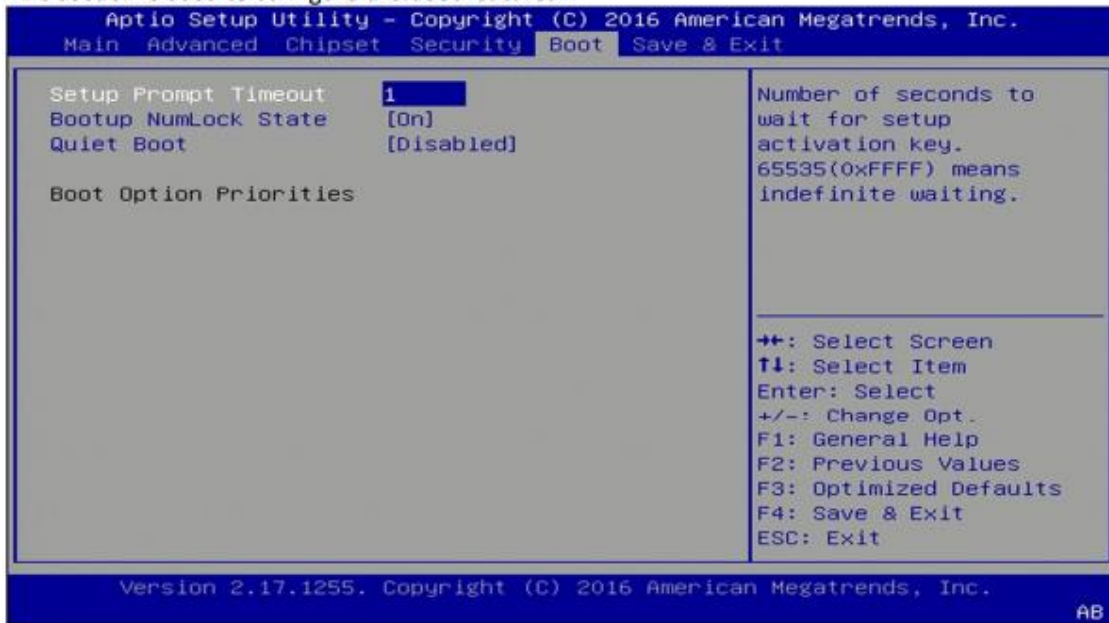 Aptio Setup Utility – Copyright (C) 2016 American Megatrends, Inc.
Main Advanced Chipset Security Boot Save & Exit
Setup Prompt Timeout 1
Bootup NumLock State [On]
Quiet Boot [Disabled]
Boot Option Priorities
Number of seconds to
wait for setup
activation key.
65535(0xFFFF) means
indefinite waiting.
→←: Select Screen
↑↓: Select Item
Enter: Select
+/-: Change Opt.
F1: General Help
F2: Previous Values
F3: Optimized Defaults
F4: Save & Exit
ESC: Exit
Version 2.17.1255. Copyright (C) 2016 American Megatrends, Inc.
AB